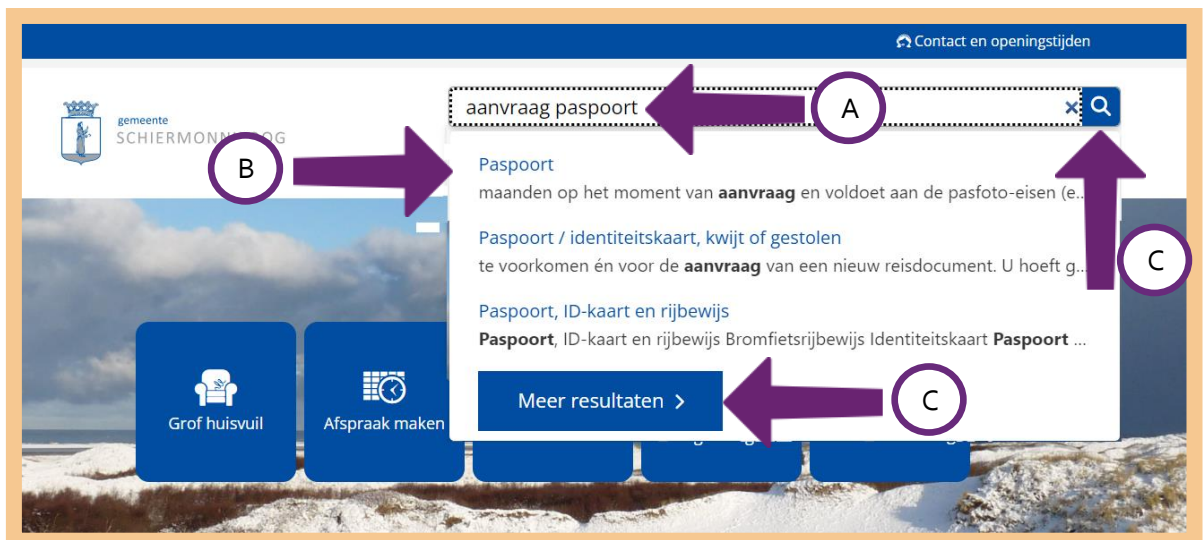 Contact en openingstijden
gemeente
SCHIERMONNIKOOG
aanvraag paspoort
A
B
Paspoort
maanden op het moment van aanvraag en voldoet aan de pasfoto-eisen (e...
Paspoort / identiteitskaart, kwijt of gestolen
te voorkomen én voor de aanvraag van een nieuw reisdocument. U hoeft g...
C
Paspoort, ID-kaart en rijbewijs
Paspoort, ID-kaart en rijbewijs Bromfietsrijbewijs Identiteitskaart Paspoort ...
Meer resultaten
C
Grof huisvuil
Afspraak maken